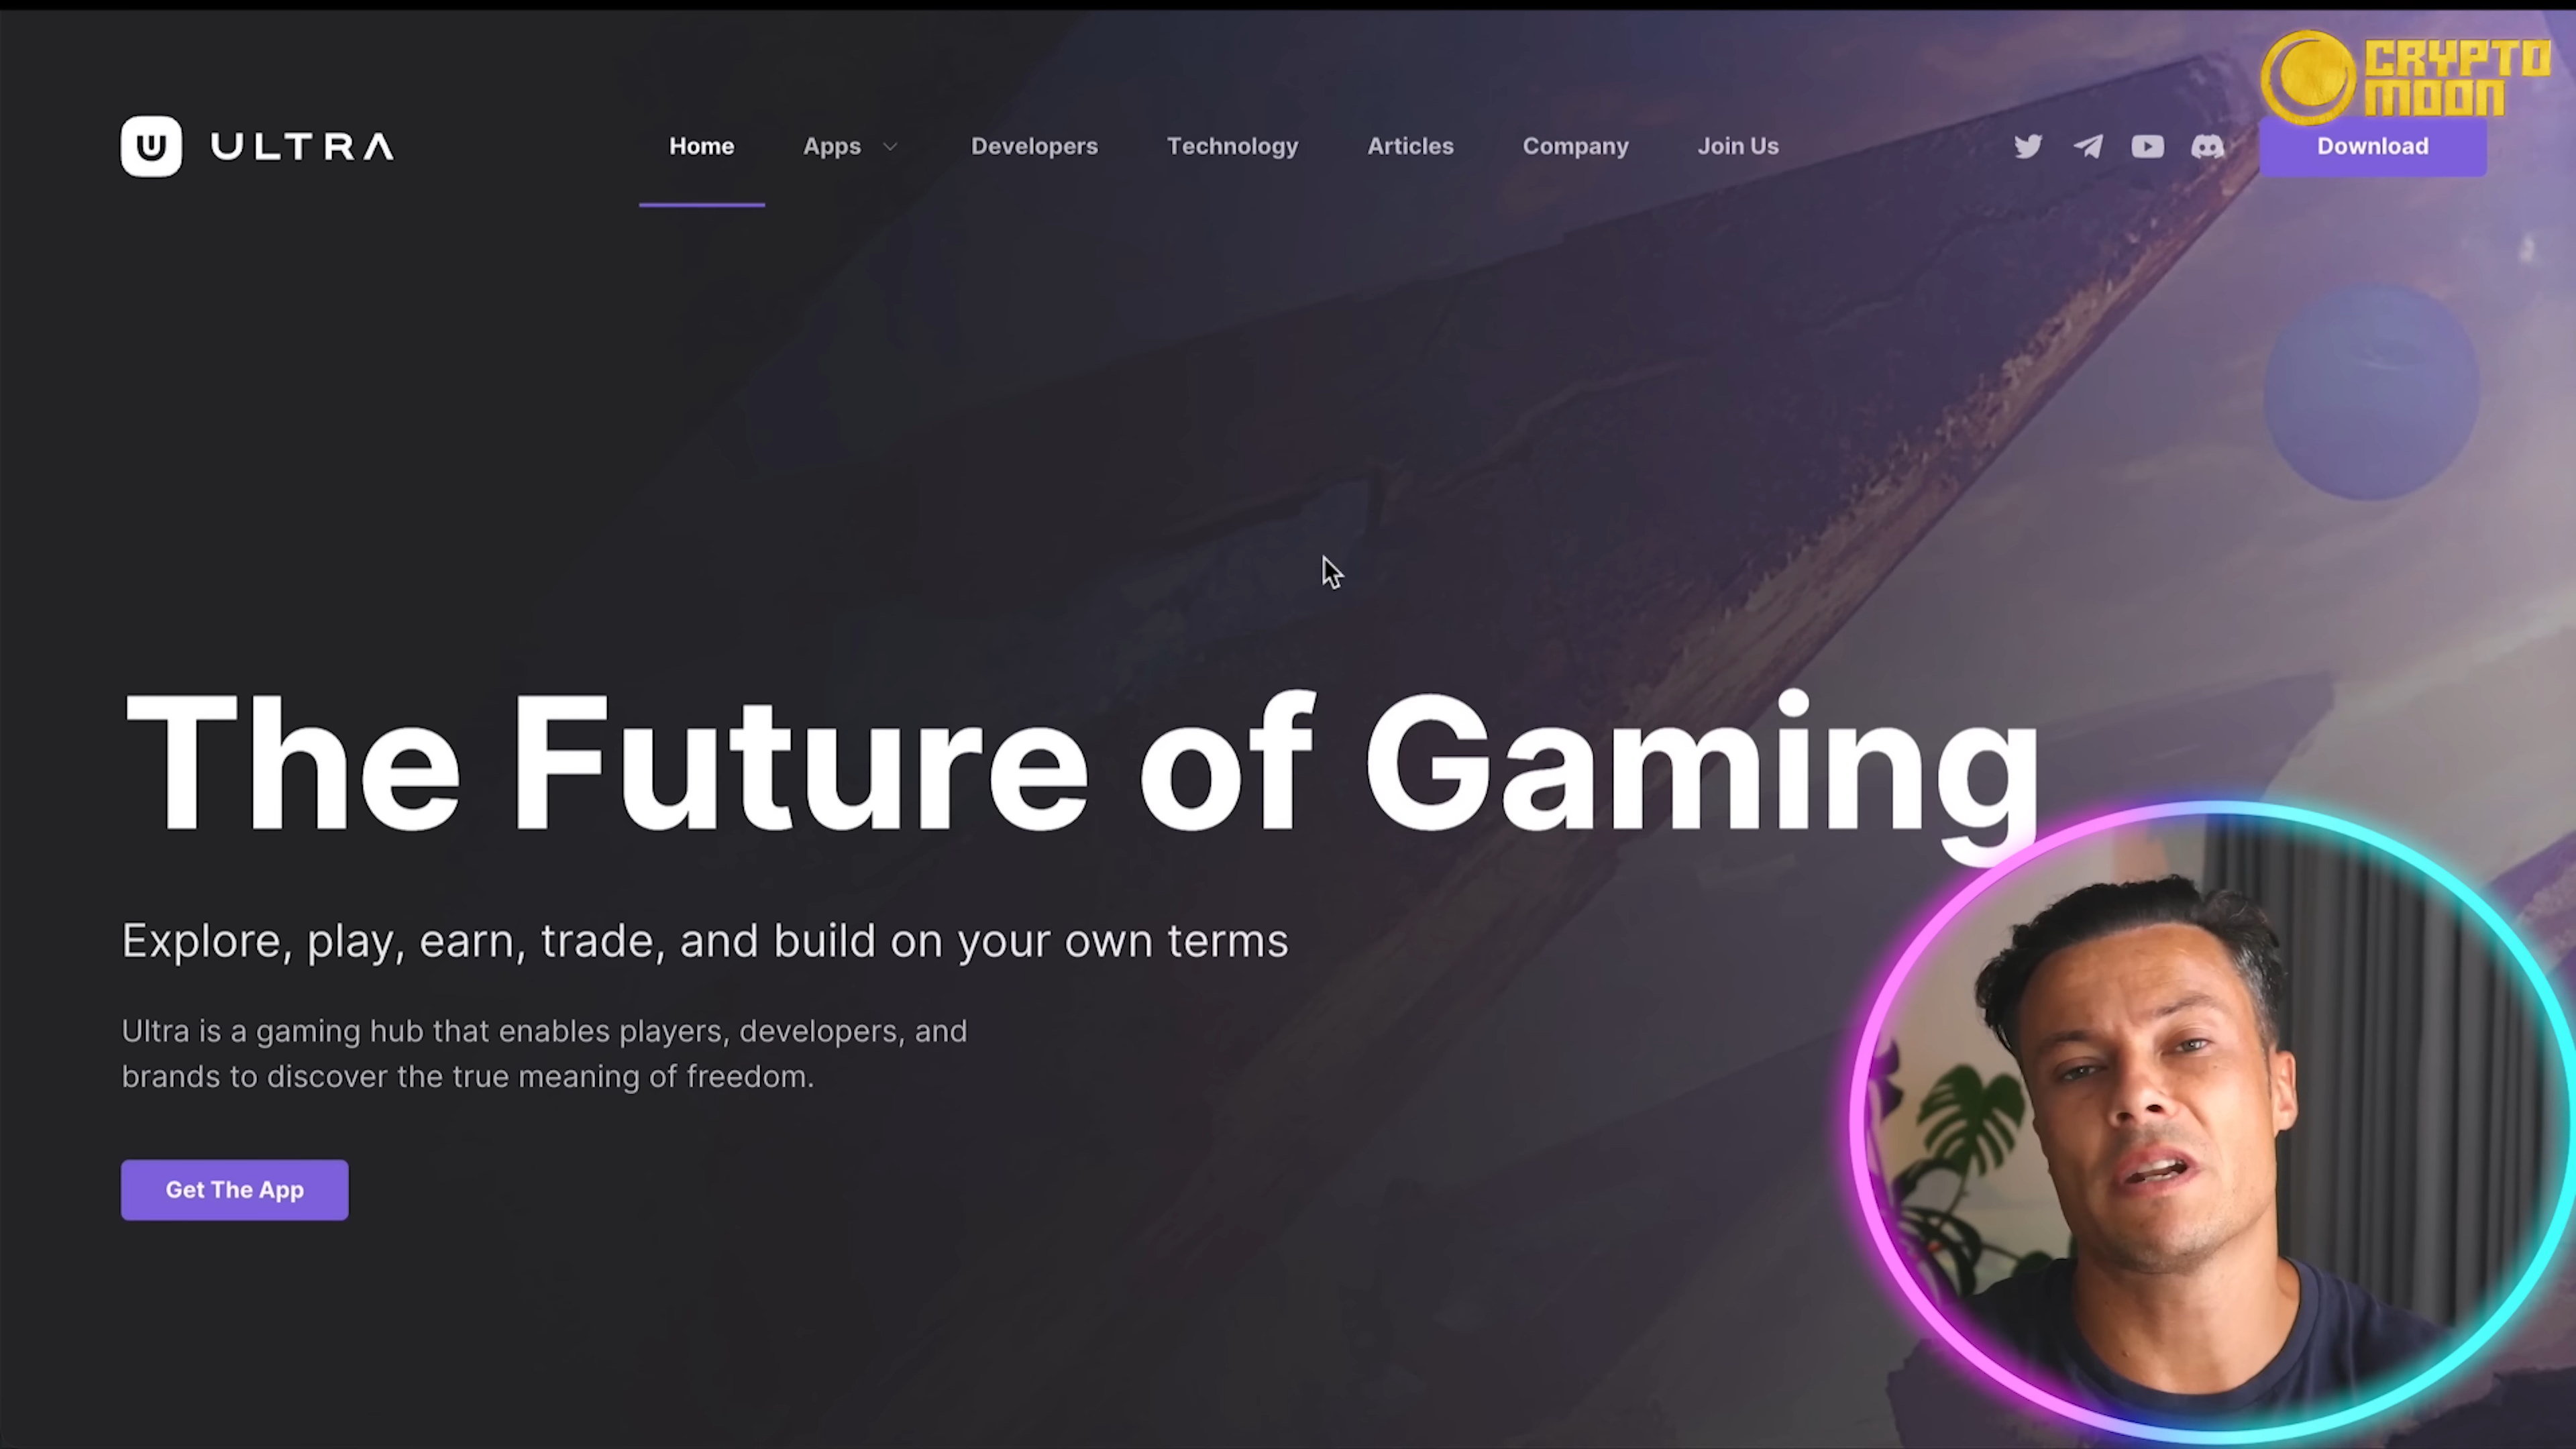 CRYPTO
MOON
ULTRA
Home
Apps
Developers
Technology
Articles
Company
Join Us
Download
The Future of Gaming
Explore, play, earn, trade, and build on your own terms
Ultra is a gaming hub that enables players, developers, and
brands to discover the true meaning of freedom.
Get The App